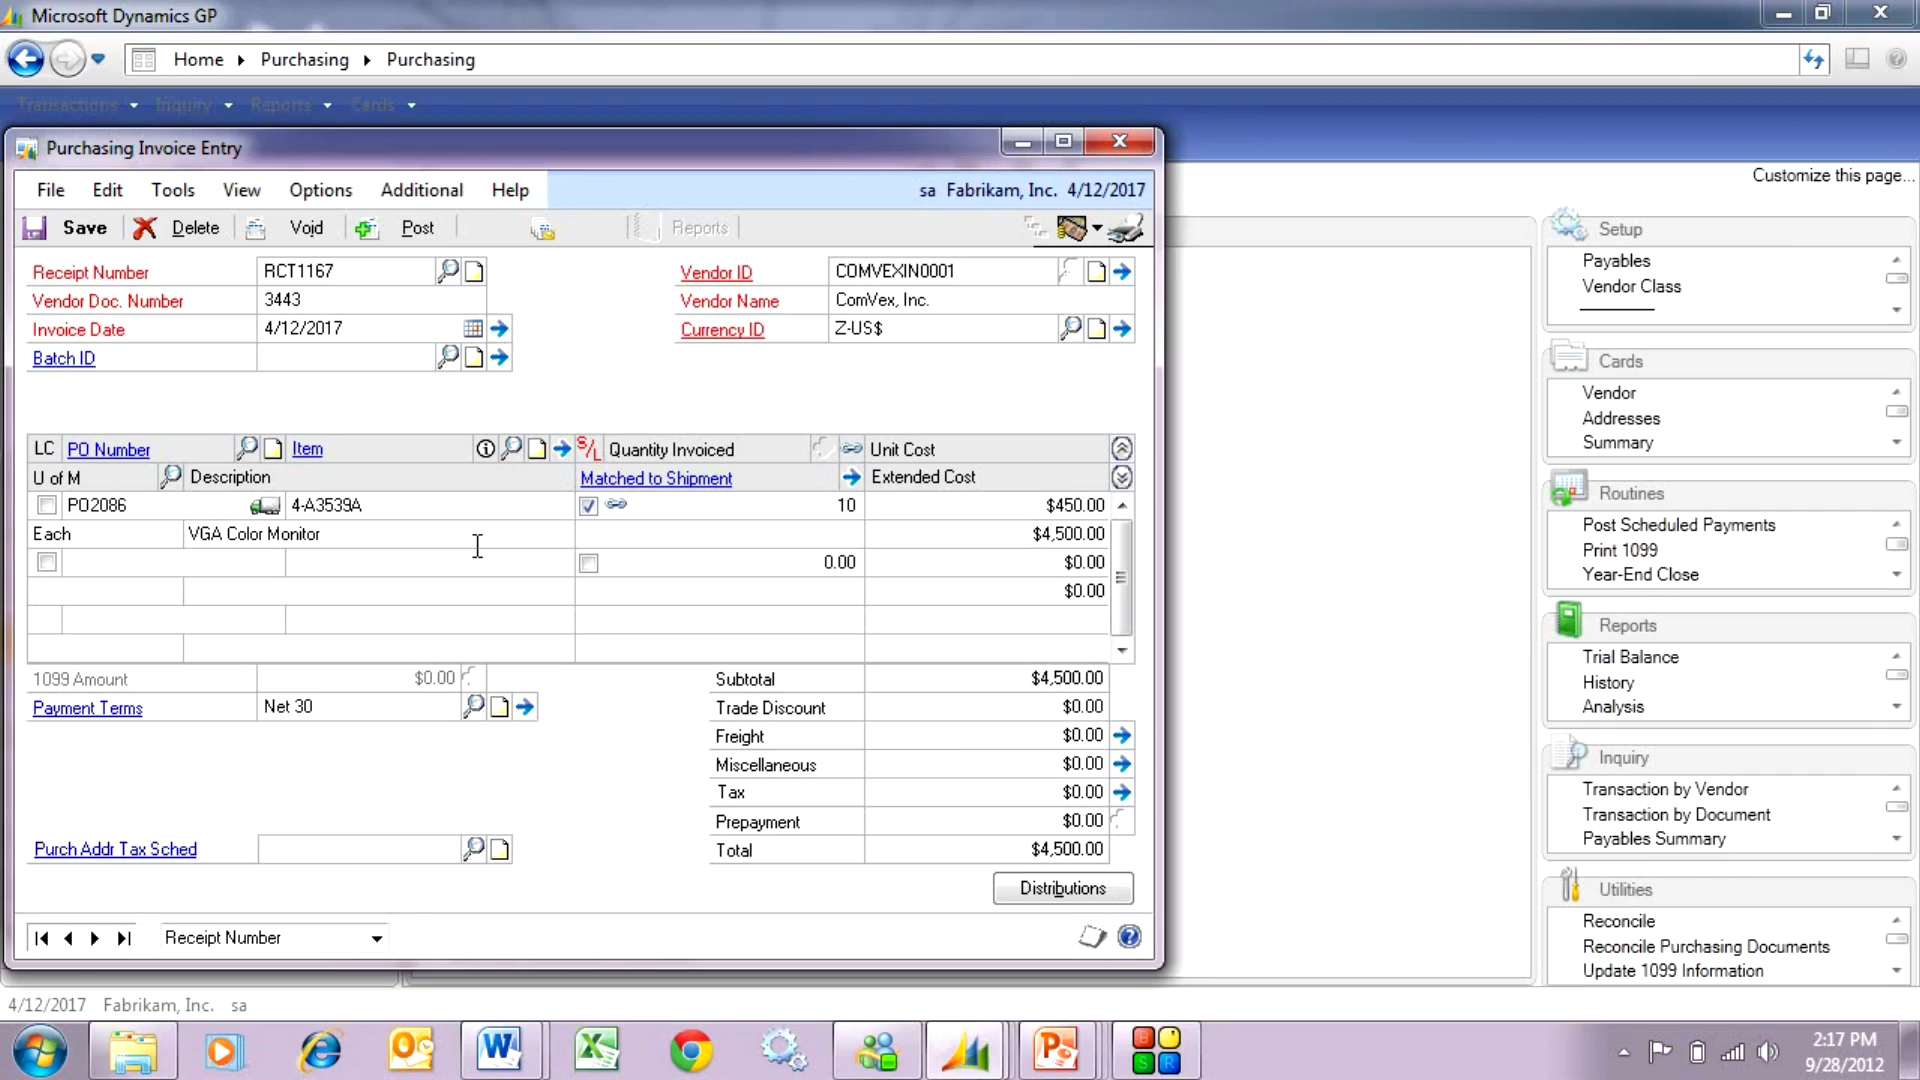 Microsoft Dynamics GP
Home Purchasing Purchasing
Transactions Inquiry Reports Cards
Purchasing Invoice Entry
Customize this page...
File Edit Tools View Options Additional Help sa Fabrikam, Inc. 4/12/2017
Save Delete Void Post Reports
Receipt Number RCT1167 Vendor ID COMVEXIN0001
Vendor Doc. Number 3443 Vendor Name ComVex, Inc.
Invoice Date 4/12/2017 Currency ID Z-US$
Batch ID
LC PO Number Item S/L Quantity Invoiced Unit Cost
U of M Description Matched to Shipment Extended Cost
PO2086 4-A3539A 10 $450.00
Each VGA Color Monitor $4,500.00
0.00 $0.00
$0.00
1099 Amount $0.00 Subtotal $4,500.00
Payment Terms Net 30 Trade Discount $0.00
Freight $0.00
Miscellaneous $0.00
Tax $0.00
Prepayment $0.00
Purch Addr Tax Sched Total $4,500.00
Distributions
Receipt Number
Setup
Payables
Vendor Class
Cards
Vendor
Addresses
Summary
Routines
Post Scheduled Payments
Print 1099
Year-End Close
Reports
Trial Balance
History
Analysis
Inquiry
Transaction by Vendor
Transaction by Document
Payables Summary
Utilities
Reconcile
Reconcile Purchasing Documents
Update 1099 Information
4/12/2017 Fabrikam, Inc. sa
2:17 PM
9/28/2012